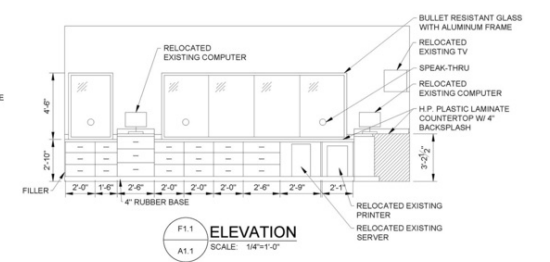 BULLET RESISTANT GLASS
WITH ALUMINUM FRAME
RELOCATED
EXISTING COMPUTER
RELOCATED
EXISTING TV
SPEAK-THRU
RELOCATED
EXISTING COMPUTER
H.P. PLASTIC LAMINATE
COUNTERTOP W/ 4"
BACKSPLASH
4'-6"
2'-10"
3'-2½"
FILLER
2'-0" 1'-6" 2'-6" 2'-0" 2'-0" 2'-0" 2'-6" 2'-9" 2'-1"
4" RUBBER BASE
RELOCATED EXISTING
PRINTER
RELOCATED EXISTING
SERVER
F1.1
A1.1
ELEVATION
SCALE: 1/4"=1'-0"